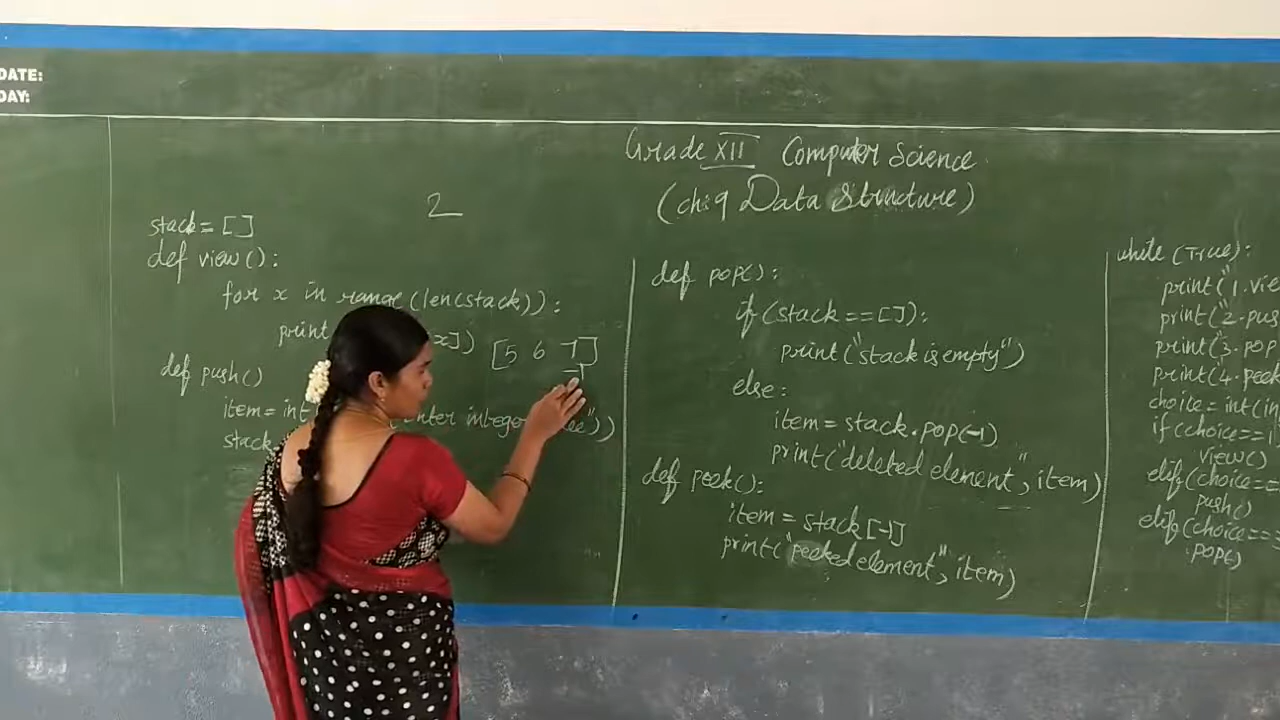 DATE:
DAY:
Grade XII Computer Science
(ch:9 Data Structure)
2
stack = []
def view():
for x in range(len(stack)):
print x])
[5 6 7]
-1
def push()
item = int enter integer
stack.
def pop():
if(stack == []):
print("stack is empty")
else:
item = stack.pop(-1)
print("deleted element", item)
def peek():
item = stack[-1]
print("peeked element", item)
while (True):
print("1.vie
print("2.pus
print("3.pop
print("4.peek
choice = int(in
if(choice == 1
view()
elif(choice ==
push()
elif(choice == 3
pop()